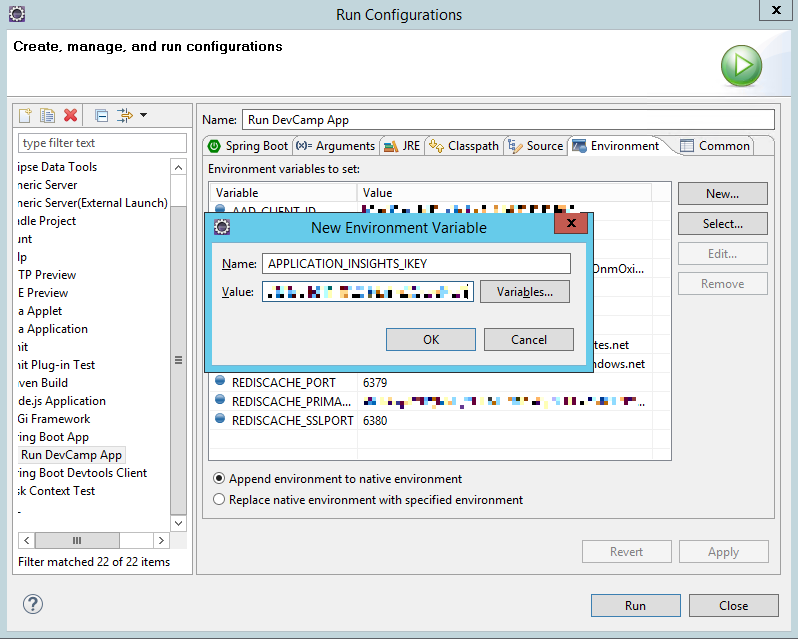 Run Configurations
x
Create, manage, and run configurations
type filter text
ipse Data Tools
neric Server
neric Server(External Launch)
dle Project
unt
lp
TP Preview
E Preview
a Applet
a Application
nit
nit Plug-in Test
ven Build
de.js Application
Gi Framework
ring Boot App
Run DevCamp App
ring Boot Devtools Client
sk Context Test
Filter matched 22 of 22 items
Name: Run DevCamp App
Spring Boot (x)= Arguments JRE Classpath Source Environment Common
Environment variables to set:
Variable Value
New...
Select...
Edit...
Remove
New Environment Variable
x
Name: APPLICATION_INSIGHTS_IKEY
Value: Variables...
OK Cancel
DnmOxi...
tes.net
ndows.net
REDISCACHE_PORT 6379
REDISCACHE_PRIMA... ...
REDISCACHE_SSLPORT 6380
Append environment to native environment
Replace native environment with specified environment
Revert Apply
? Run Close